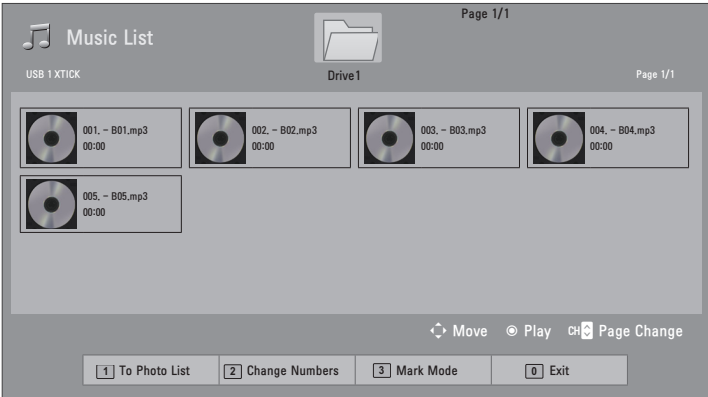 Page 1/1
Music List
USB 1 XTICK
Drive1
Page 1/1
001. - B01.mp3
00:00
002. - B02.mp3
00:00
003. - B03.mp3
00:00
004. - B04.mp3
00:00
005. - B05.mp3
00:00
Move Play CH Page Change
1 To Photo List 2 Change Numbers 3 Mark Mode 0 Exit